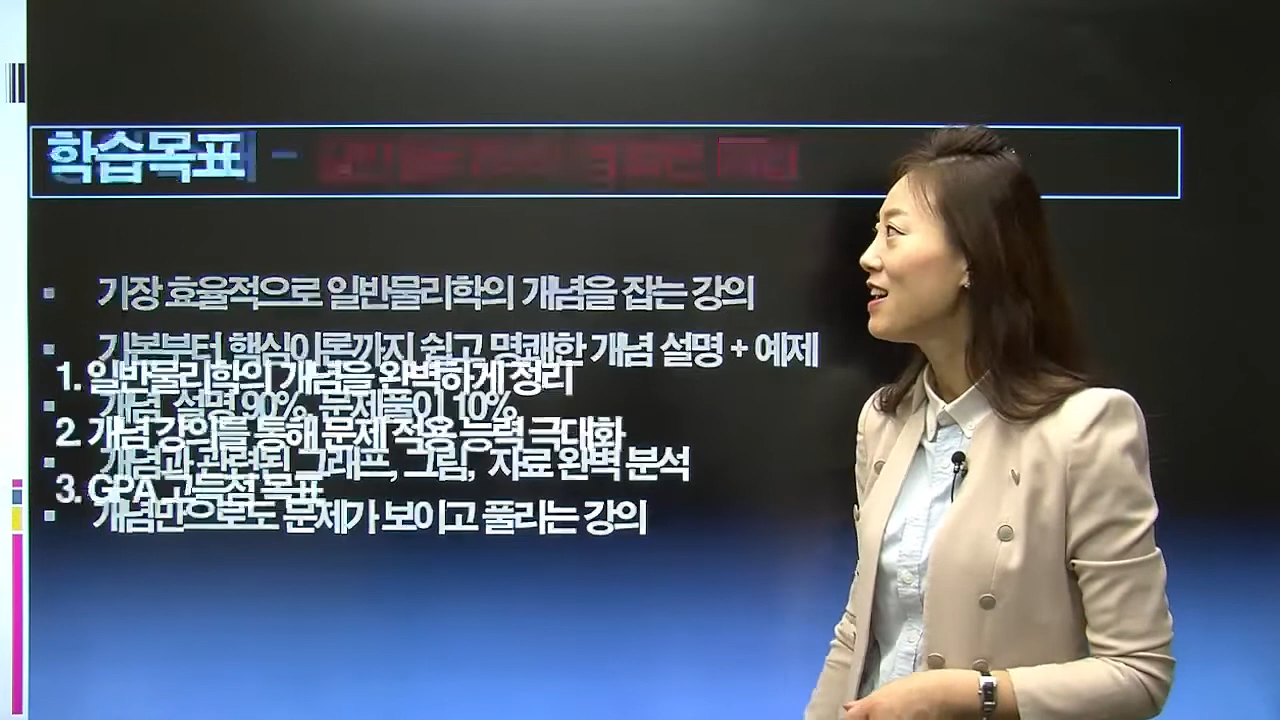 학습목표 -
가장 효율적으로 일반물리학의 개념을 잡는 강의
기본부터 핵심이론까지 쉽고 명쾌한 개념 설명 + 예제
1. 일반물리학의 개념을 완벽하게 정리
개념 설명 90%, 문제풀이 10%
2. 개념 강의를 통해 문제 적용 능력 극대화
개념과 관련된 그래프, 그림, 자료 완벽 분석
3. GPA 고득점 목표
개념만으로도 문제가 보이고 풀리는 강의